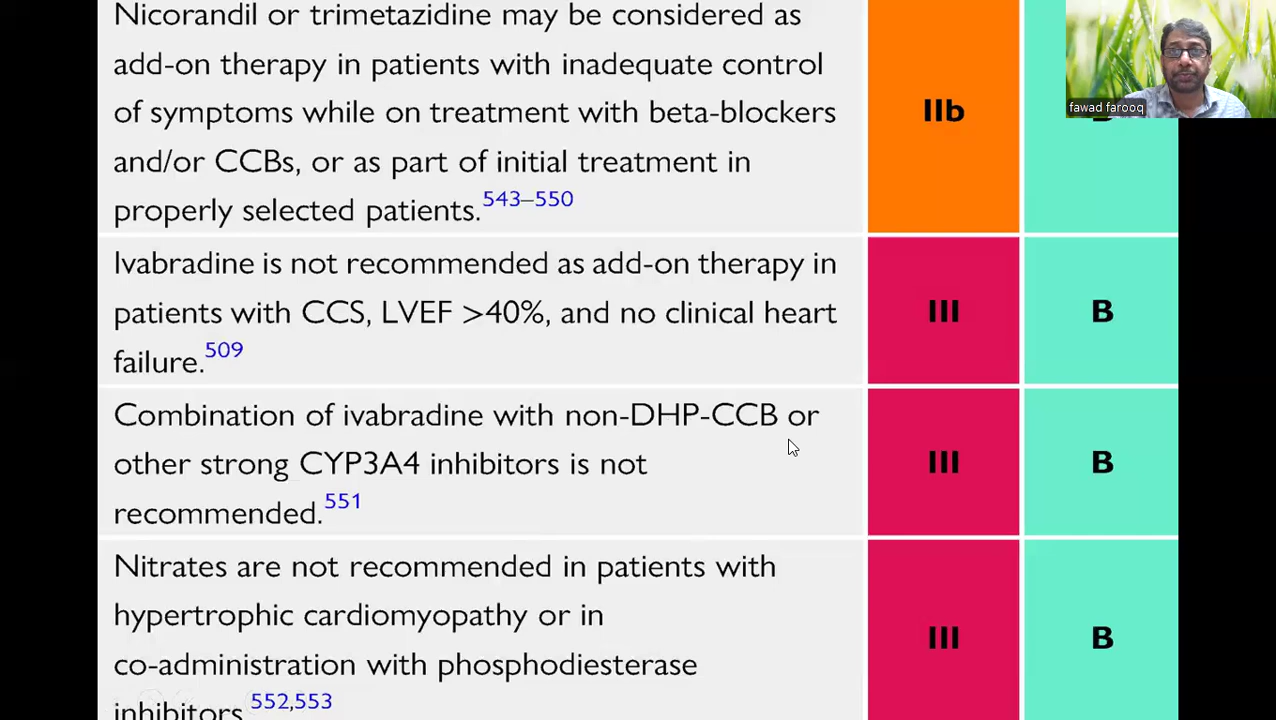 Nicorandil or trimetazidine may be considered as
add-on therapy in patients with inadequate control
of symptoms while on treatment with beta-blockers
and/or CCBs, or as part of initial treatment in
properly selected patients.543–550
IIb
fawad farooq
Ivabradine is not recommended as add-on therapy in
patients with CCS, LVEF >40%, and no clinical heart
failure.509
III
B
Combination of ivabradine with non-DHP-CCB or
other strong CYP3A4 inhibitors is not
recommended.551
III
B
Nitrates are not recommended in patients with
hypertrophic cardiomyopathy or in
co-administration with phosphodiesterase
inhibitors552,553
III
B